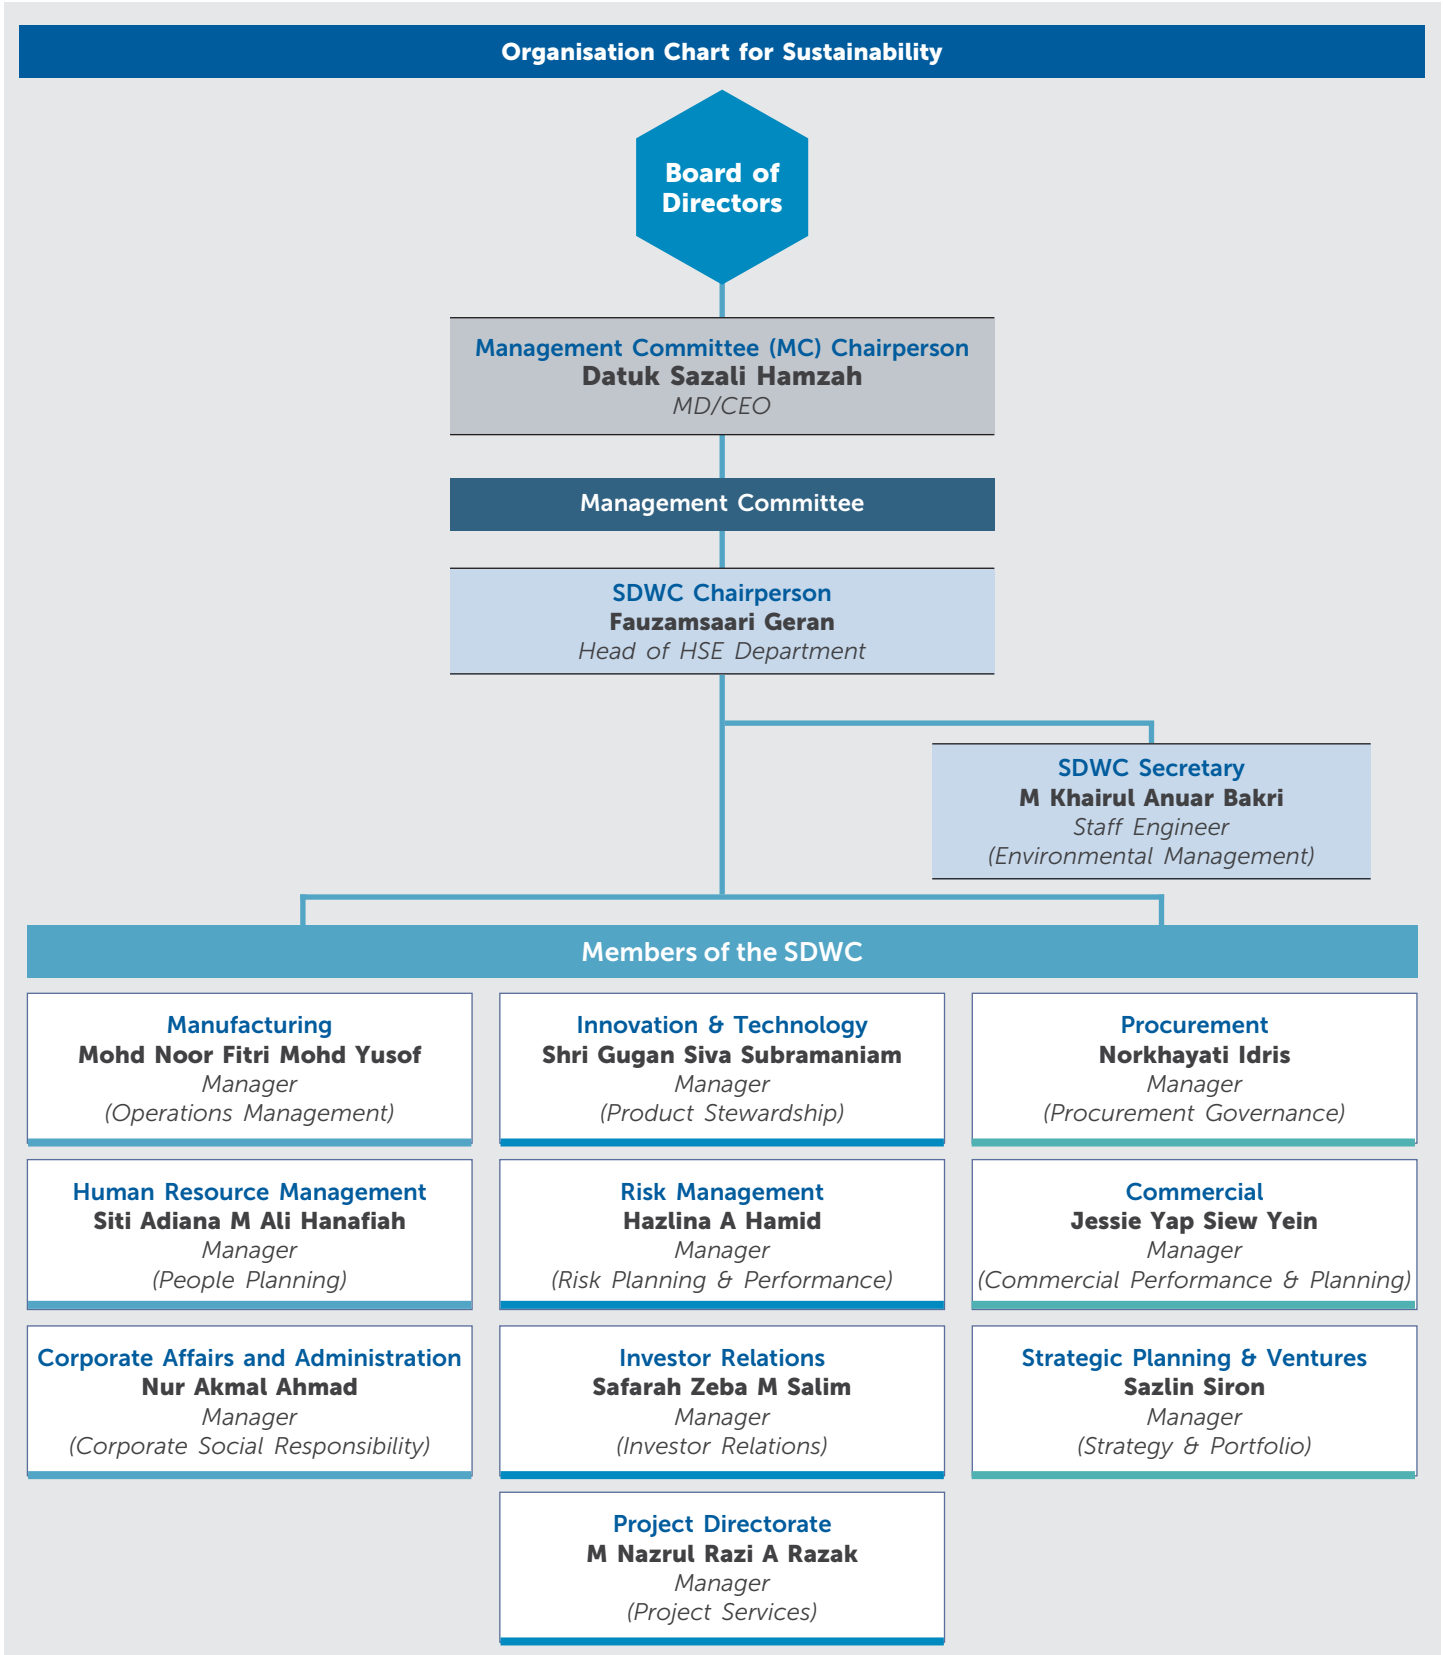 Organisation Chart for Sustainability
Board of
Directors
Management Committee (MC) Chairperson
Datuk Sazali Hamzah
MD/CEO
Management Committee
SDWC Chairperson
Fauzamsaari Geran
Head of HSE Department
SDWC Secretary
M Khairul Anuar Bakri
Staff Engineer
(Environmental Management)
Members of the SDWC
Manufacturing
Mohd Noor Fitri Mohd Yusof
Manager
(Operations Management)
Innovation & Technology
Shri Gugan Siva Subramaniam
Manager
(Product Stewardship)
Procurement
Norkhayati Idris
Manager
(Procurement Governance)
Human Resource Management
Siti Adiana M Ali Hanafiah
Manager
(People Planning)
Risk Management
Hazlina A Hamid
Manager
(Risk Planning & Performance)
Commercial
Jessie Yap Siew Yein
Manager
(Commercial Performance & Planning)
Corporate Affairs and Administration
Nur Akmal Ahmad
Manager
(Corporate Social Responsibility)
Investor Relations
Safarah Zeba M Salim
Manager
(Investor Relations)
Strategic Planning & Ventures
Sazlin Siron
Manager
(Strategy & Portfolio)
Project Directorate
M Nazrul Razi A Razak
Manager
(Project Services)